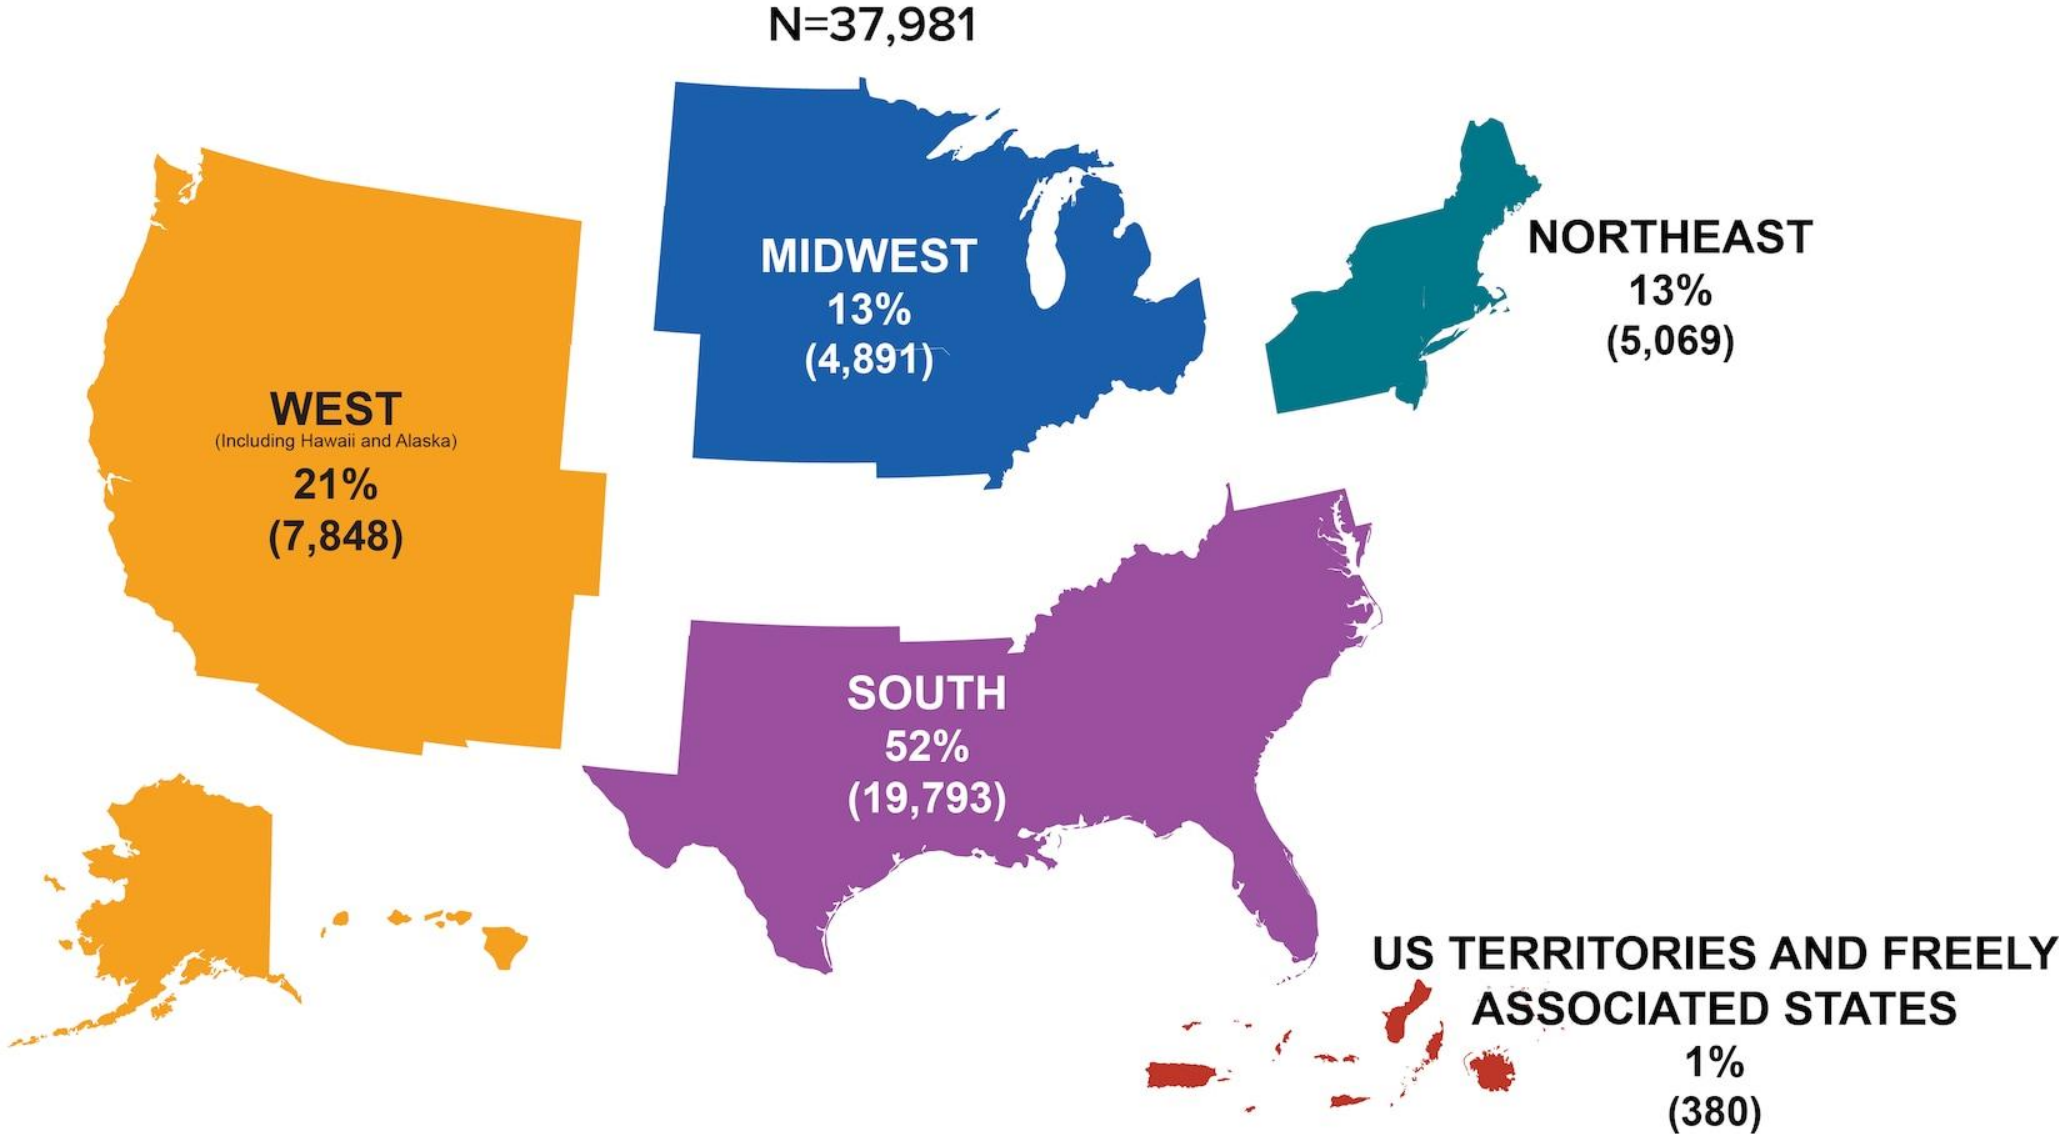 N=37,981
MIDWEST
13%
(4,891)
NORTHEAST
13%
(5,069)
WEST
(Including Hawaii and Alaska)
21%
(7,848)
SOUTH
52%
(19,793)
US TERRITORIES AND FREELY
ASSOCIATED STATES
1%
(380)